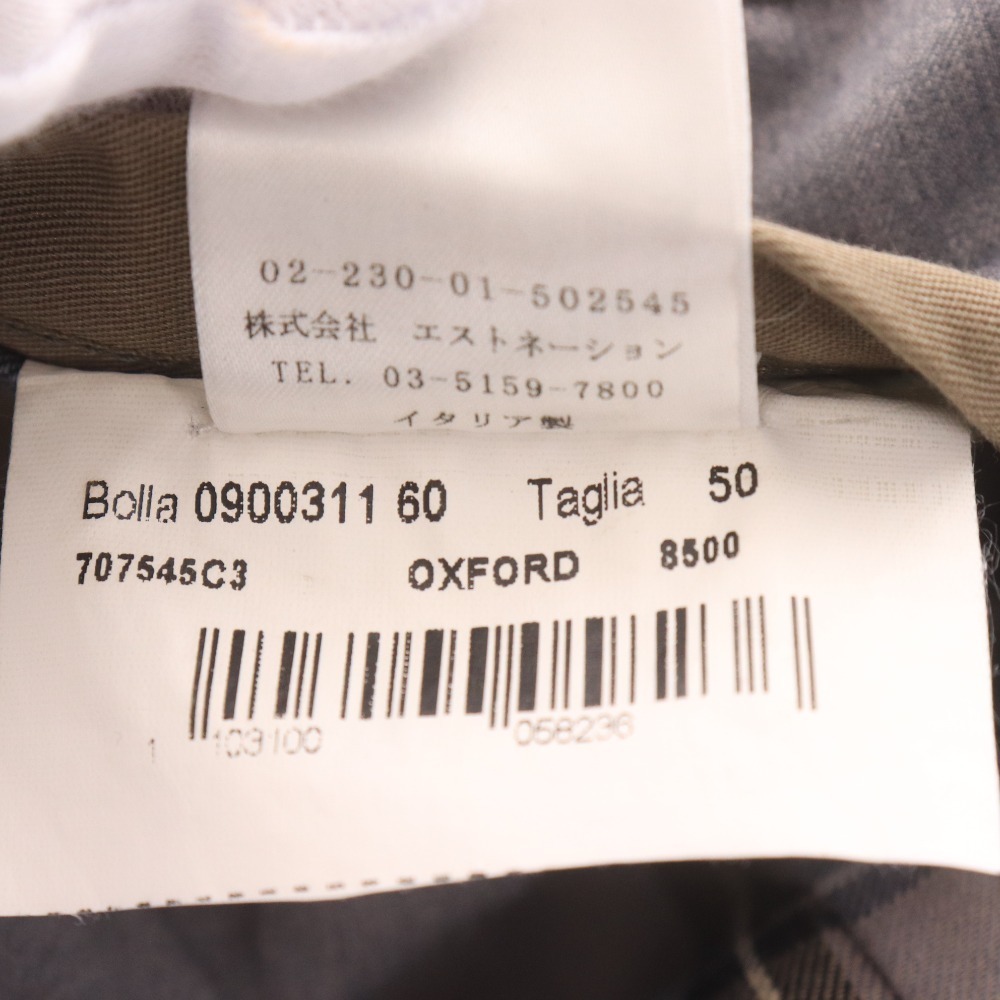 02-230-01-502545
株式会社 エストネーション
TEL. 03-5159-7800
イタリア製
Bolla 0900311 60 Taglia 50
707545C3 OXFORD 8500
1 103100 058236